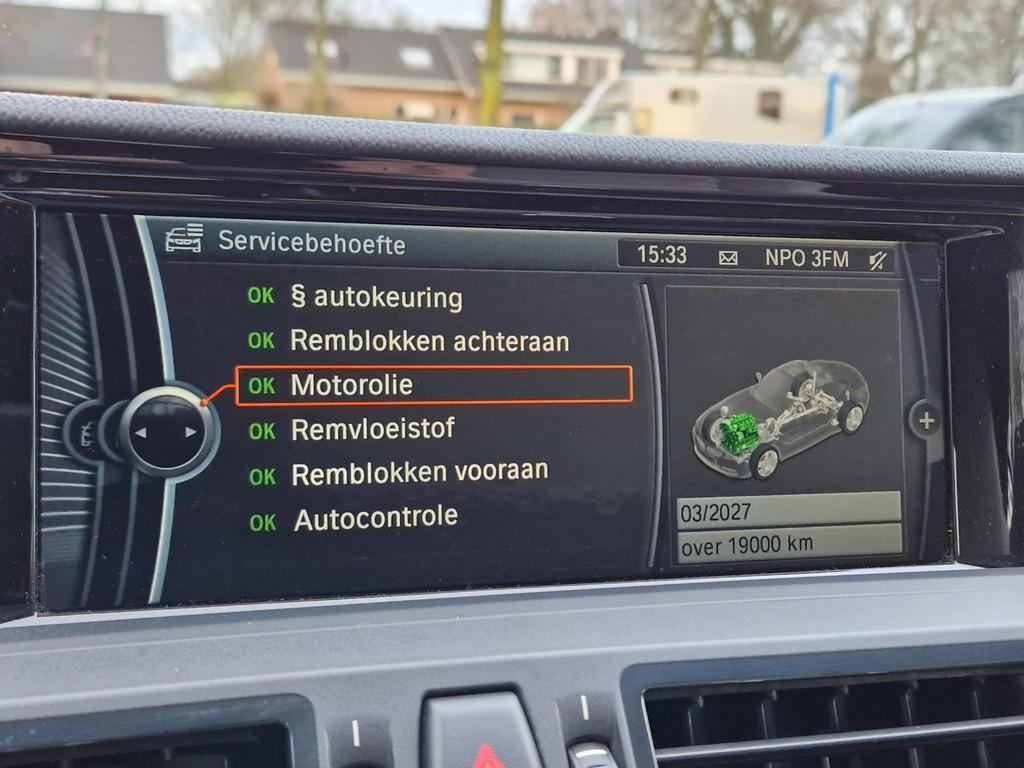 Servicebehoefte
15:33 NPO 3FM
OK § autokeuring
OK Remblokken achteraan
OK Motorolie
OK Remvloeistof
OK Remblokken vooraan
OK Autocontrole
03/2027
over 19000 km